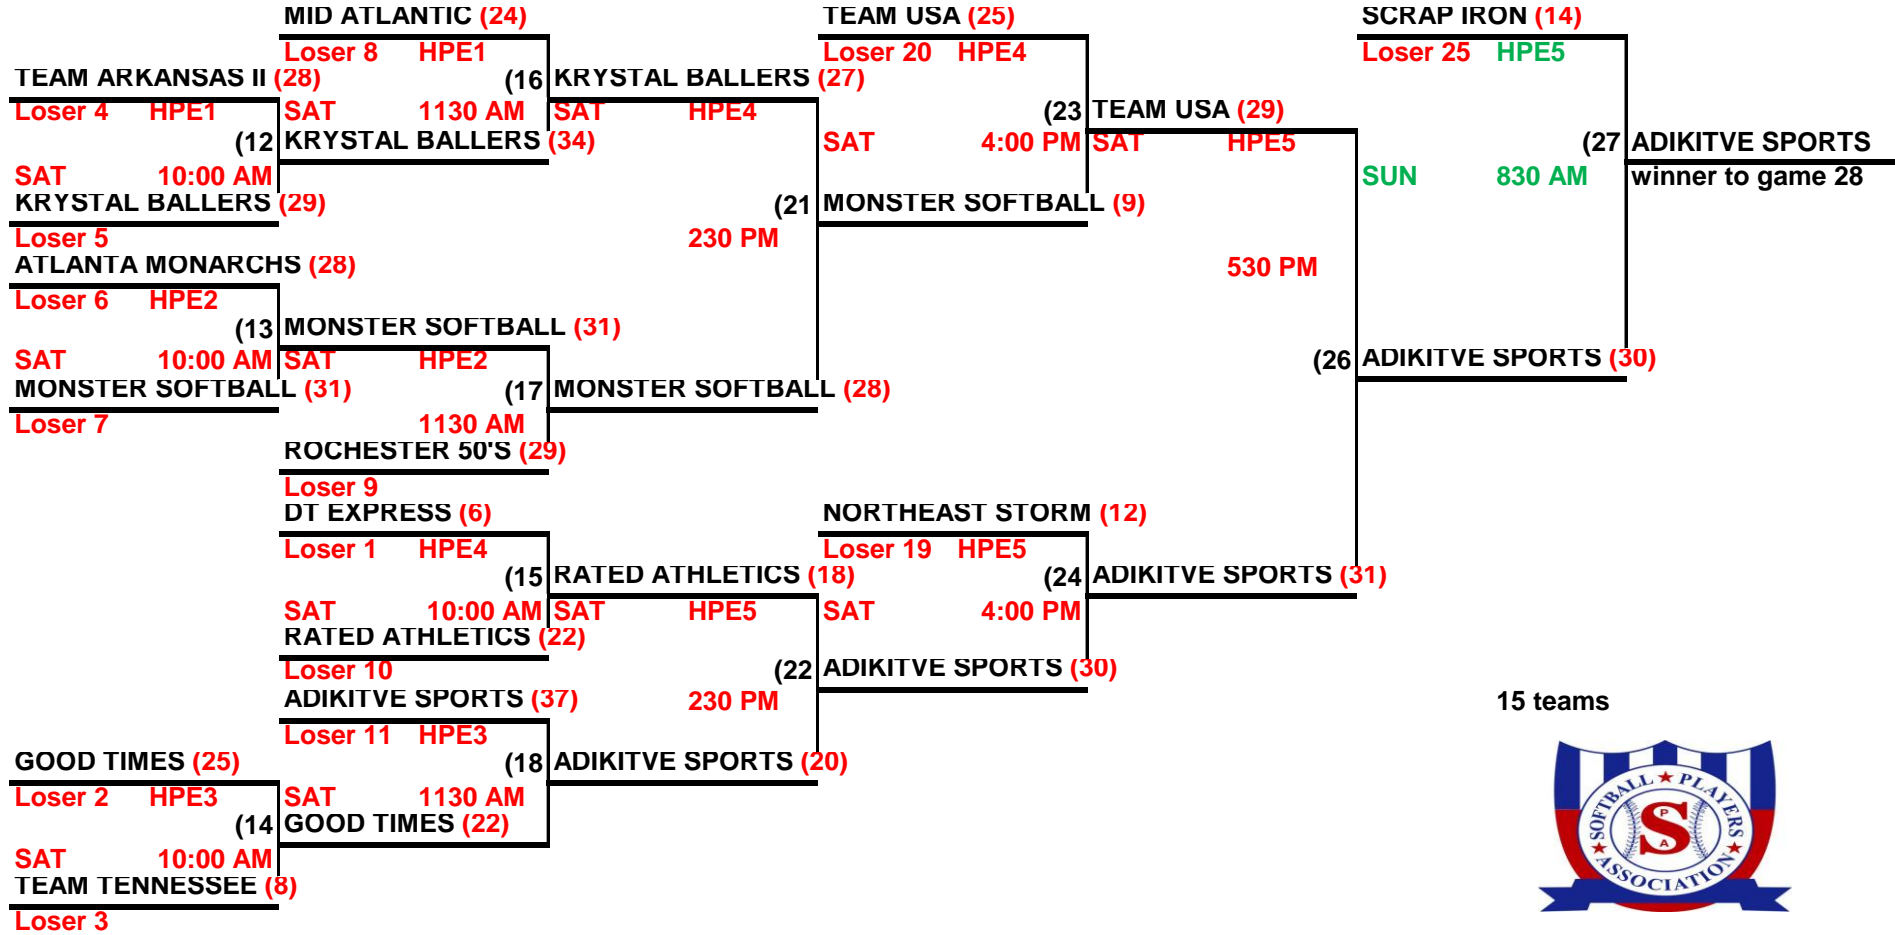 MID ATLANTIC (24) TEAM USA (25) SCRAP IRON (14)
Loser 8 HPE1 Loser 20 HPE4 Loser 25 HPE5
TEAM ARKANSAS II (28) (16 KRYSTAL BALLERS (27)
Loser 4 HPE1 SAT 1130 AM SAT HPE4 (23 TEAM USA (29)
(12 KRYSTAL BALLERS (34) SAT 4:00 PM SAT HPE5 (27 ADIKITVE SPORTS
SAT 10:00 AM SUN 830 AM winner to game 28
KRYSTAL BALLERS (29) (21 MONSTER SOFTBALL (9)
Loser 5 230 PM
ATLANTA MONARCHS (28) 530 PM
Loser 6 HPE2
(13 MONSTER SOFTBALL (31)
SAT 10:00 AM SAT HPE2 (26 ADIKITVE SPORTS (30)
MONSTER SOFTBALL (31) (17 MONSTER SOFTBALL (28)
Loser 7 1130 AM
ROCHESTER 50'S (29)
Loser 9
DT EXPRESS (6) NORTHEAST STORM (12)
Loser 1 HPE4 Loser 19 HPE5
(15 RATED ATHLETICS (18) (24 ADIKITVE SPORTS (31)
SAT 10:00 AM SAT HPE5 SAT 4:00 PM
RATED ATHLETICS (22)
Loser 10 (22 ADIKITVE SPORTS (30)
ADIKITVE SPORTS (37) 230 PM 15 teams
Loser 11 HPE3
GOOD TIMES (25) (18 ADIKITVE SPORTS (20)
Loser 2 HPE3 SAT 1130 AM
(14 GOOD TIMES (22)
SAT 10:00 AM
TEAM TENNESSEE (8)
Loser 3
SOFTBALL ★ PLAYERS
P
S
A
★ ASSOCIATION ★